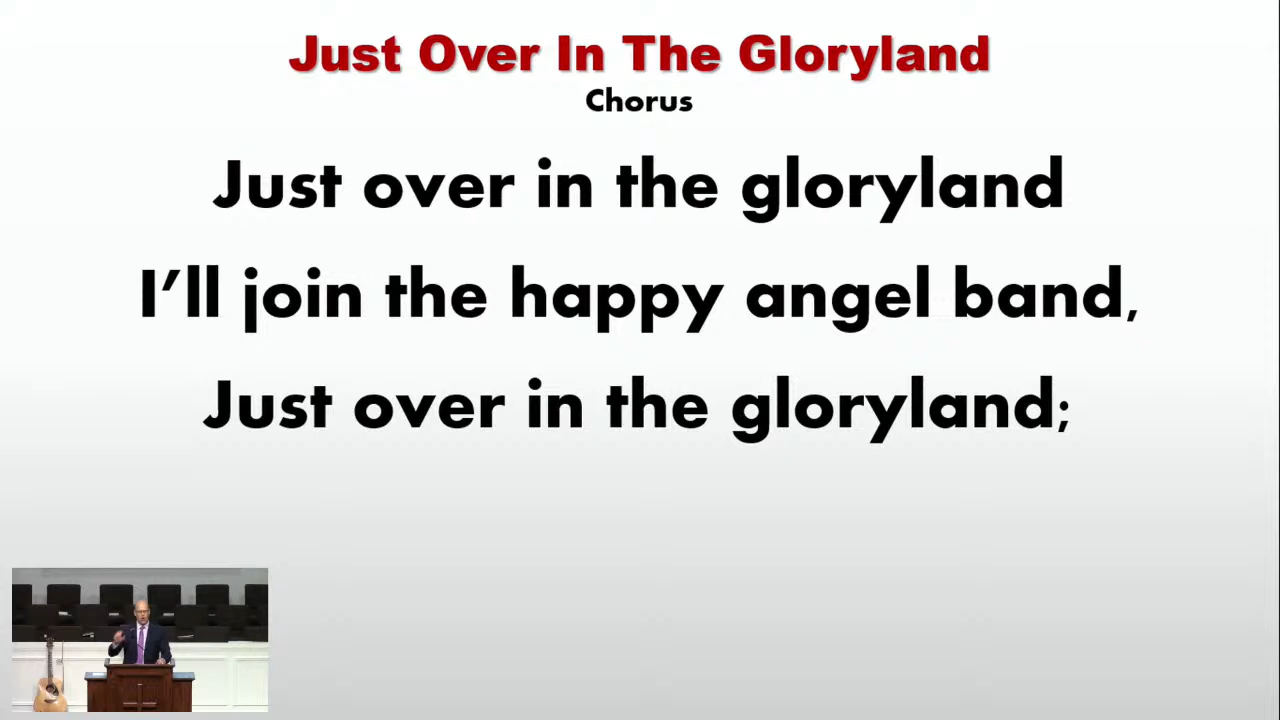 Just Over In The Gloryland
Chorus
Just over in the gloryland
I’ll join the happy angel band,
Just over in the gloryland;